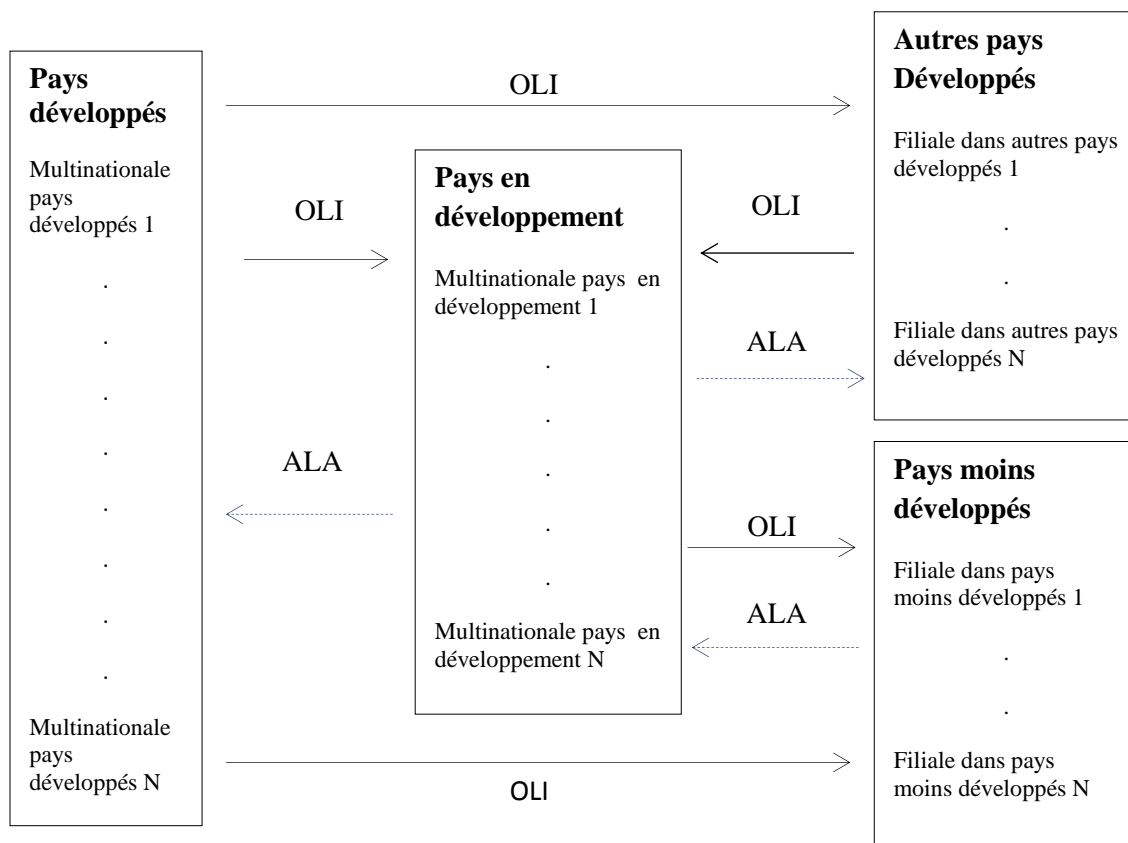 Pays
développés
Multinationale
pays
développés 1
.
.
.
.
.
.
.
.
Multinationale
pays
développés N
OLI
OLI
ALA
OLI
Pays en
développement
Multinationale pays en
développement 1
.
.
.
.
.
Multinationale pays en
développement N
OLI
ALA
OLI
ALA
Autres pays
Développés
Filiale dans autres pays
développés 1
.
.
Filiale dans autres pays
développés N
Pays moins
développés
Filiale dans pays
moins développés 1
.
.
Filiale dans pays
moins développés N